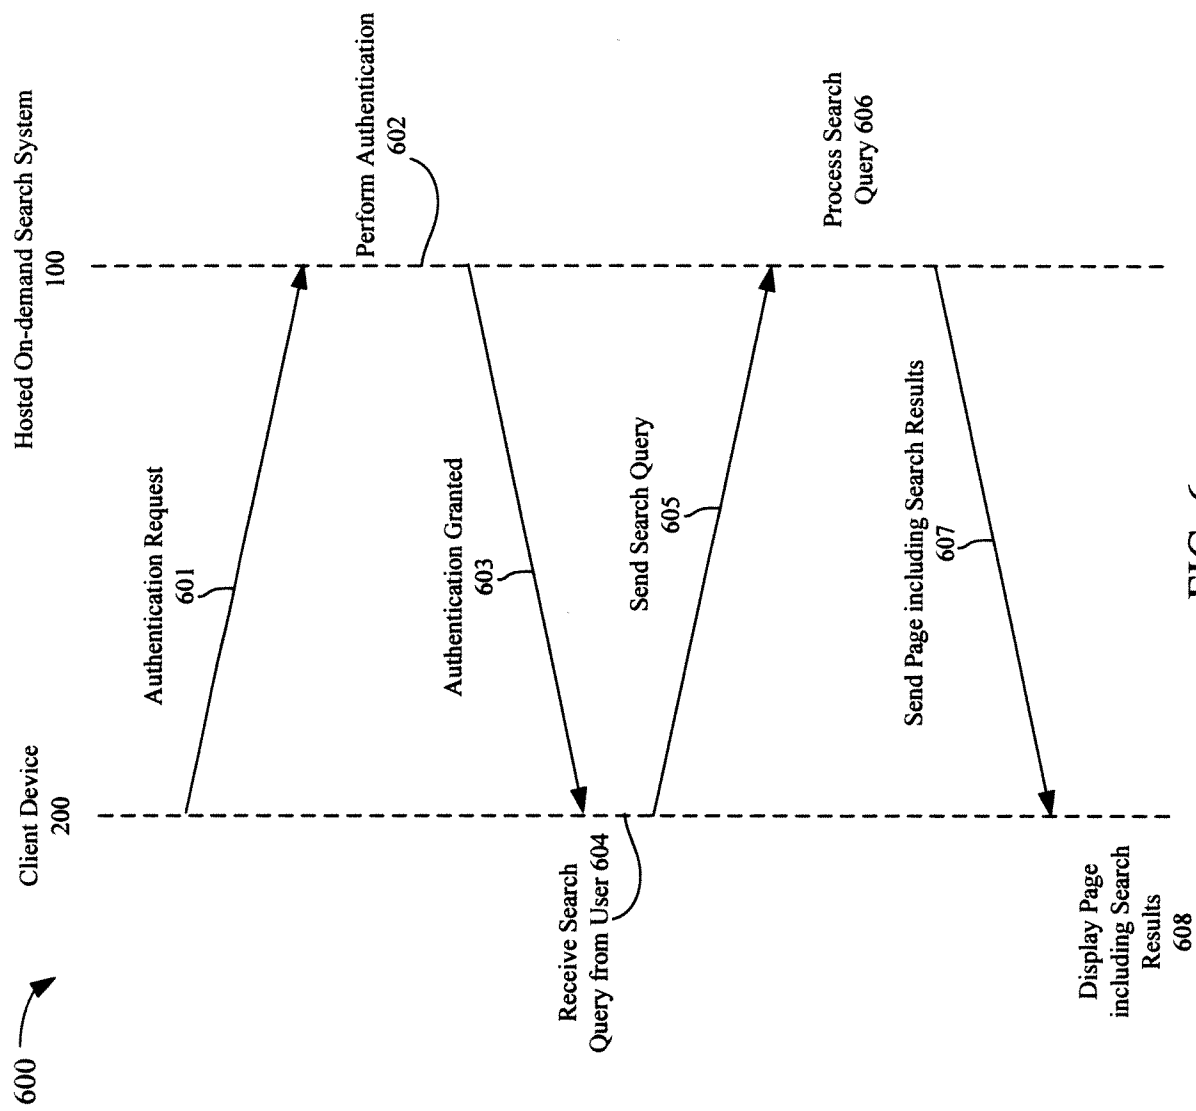 600
Client Device
200
Hosted On-demand Search System
100
Authentication Request
601
Perform Authentication
602
Authentication Granted
603
Receive Search
Query from User 604
Send Search Query
605
Process Search
Query 606
Send Page including Search Results
607
Display Page
including Search
Results
608